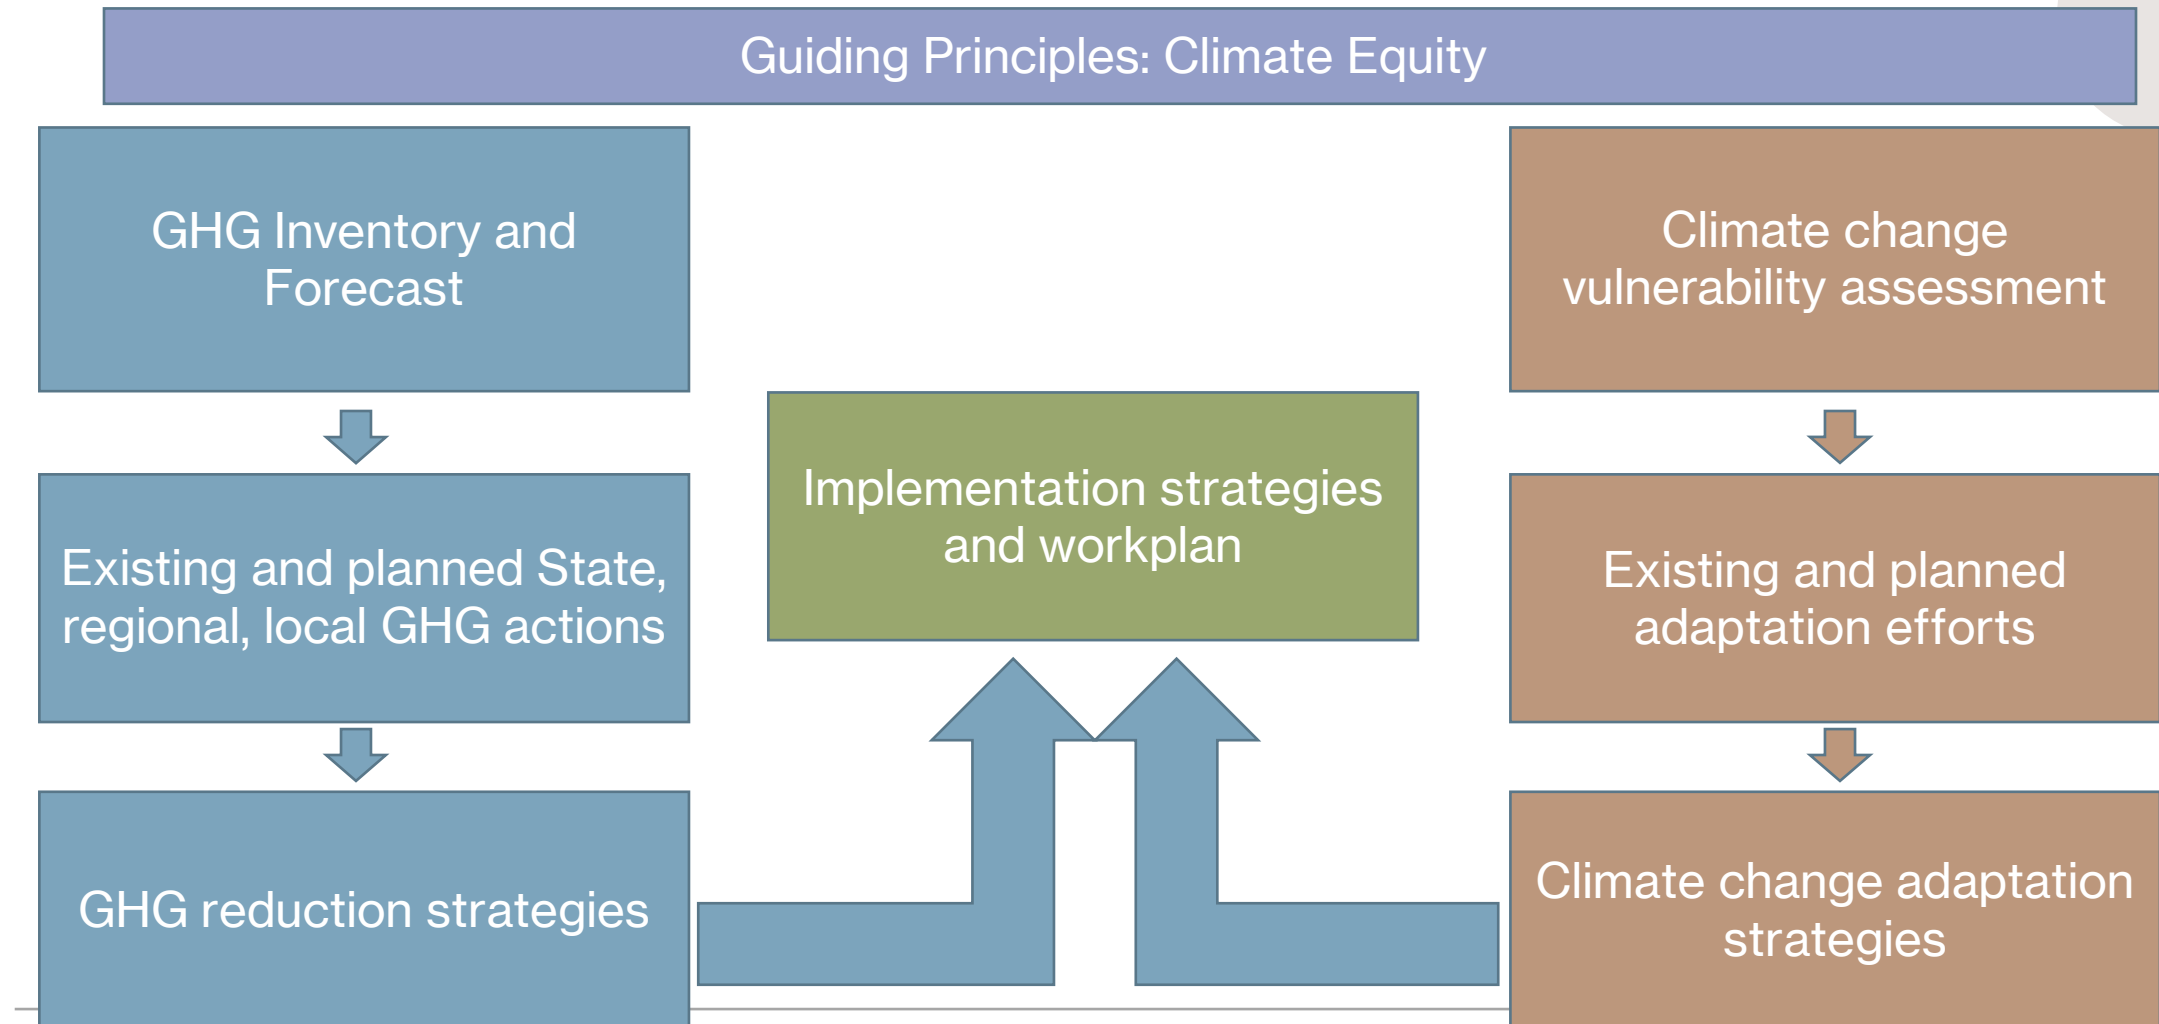 Guiding Principles: Climate Equity
GHG Inventory and
Forecast
Existing and planned State,
regional, local GHG actions
GHG reduction strategies
Implementation strategies
and workplan
Climate change
vulnerability assessment
Existing and planned
adaptation efforts
Climate change adaptation
strategies